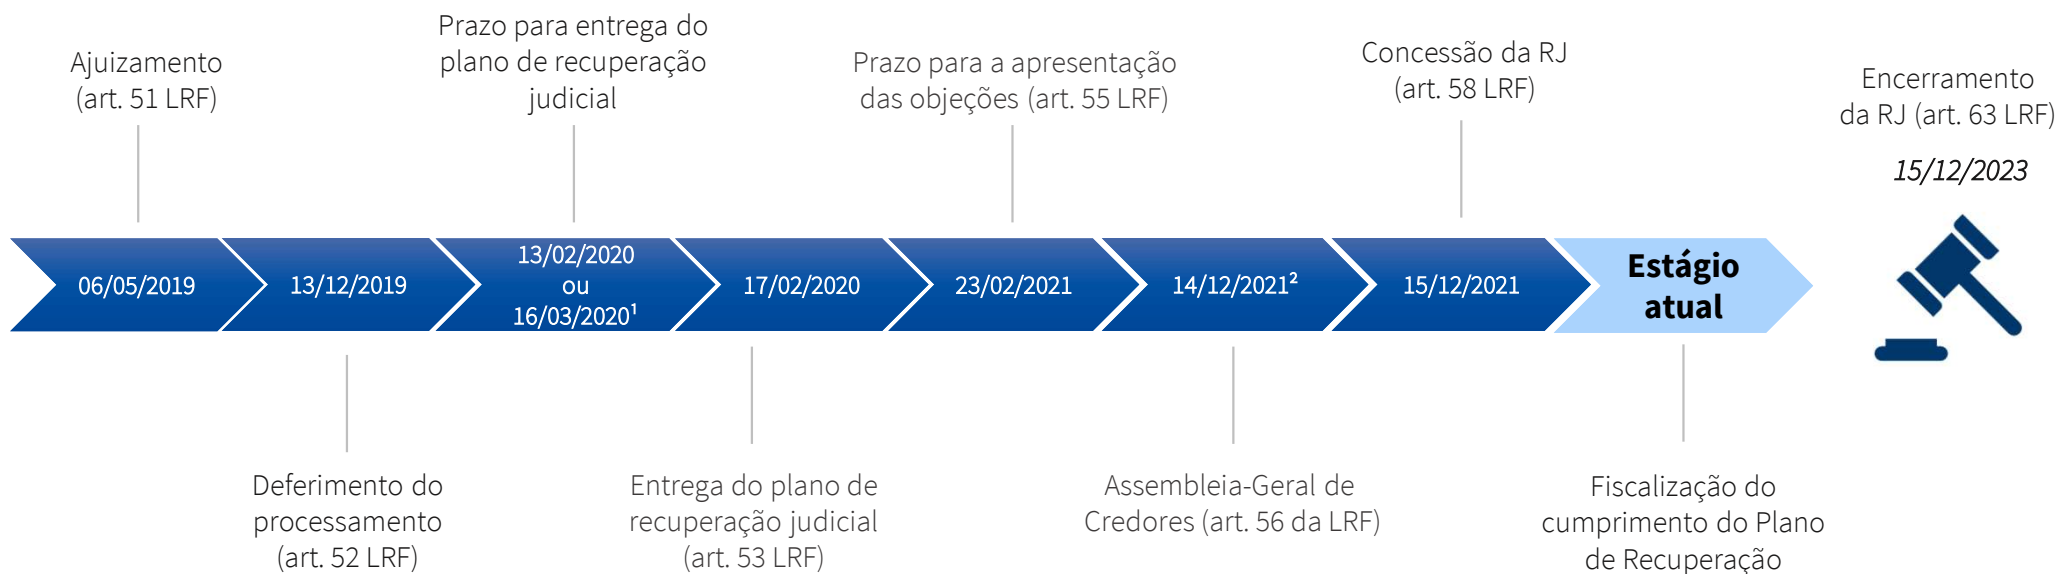 Ajuizamento
(art. 51 LRF)
Prazo para entrega do
plano de recuperação
judicial
Prazo para a apresentação
das objeções (art. 55 LRF)
Concessão da RJ
(art. 58 LRF)
Encerramento
da RJ (art. 63 LRF)
15/12/2023
06/05/2019
13/12/2019
13/02/2020
ou
16/03/2020¹
17/02/2020
23/02/2021
14/12/2021²
15/12/2021
Estágio
atual
Deferimento do
processamento
(art. 52 LRF)
Entrega do plano de
recuperação judicial
(art. 53 LRF)
Assembleia-Geral de
Credores (art. 56 da LRF)
Fiscalização do
cumprimento do Plano
de Recuperação